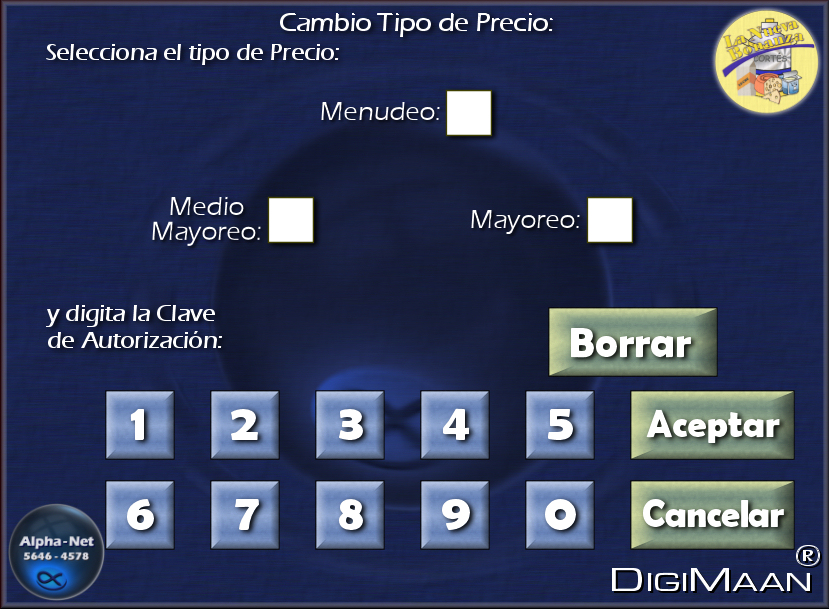 Cambio Tipo de Precio:
Selecciona el tipo de Precio:
La Nueva
Bonanza
CORTÉS
Menudeo:
Medio
Mayoreo:
Mayoreo:
y digita la Clave
de Autorización:
Borrar
1 2 3 4 5 Aceptar
6 7 8 9 0 Cancelar
Alpha-Net
5646 - 4578
DIGIMAAN®